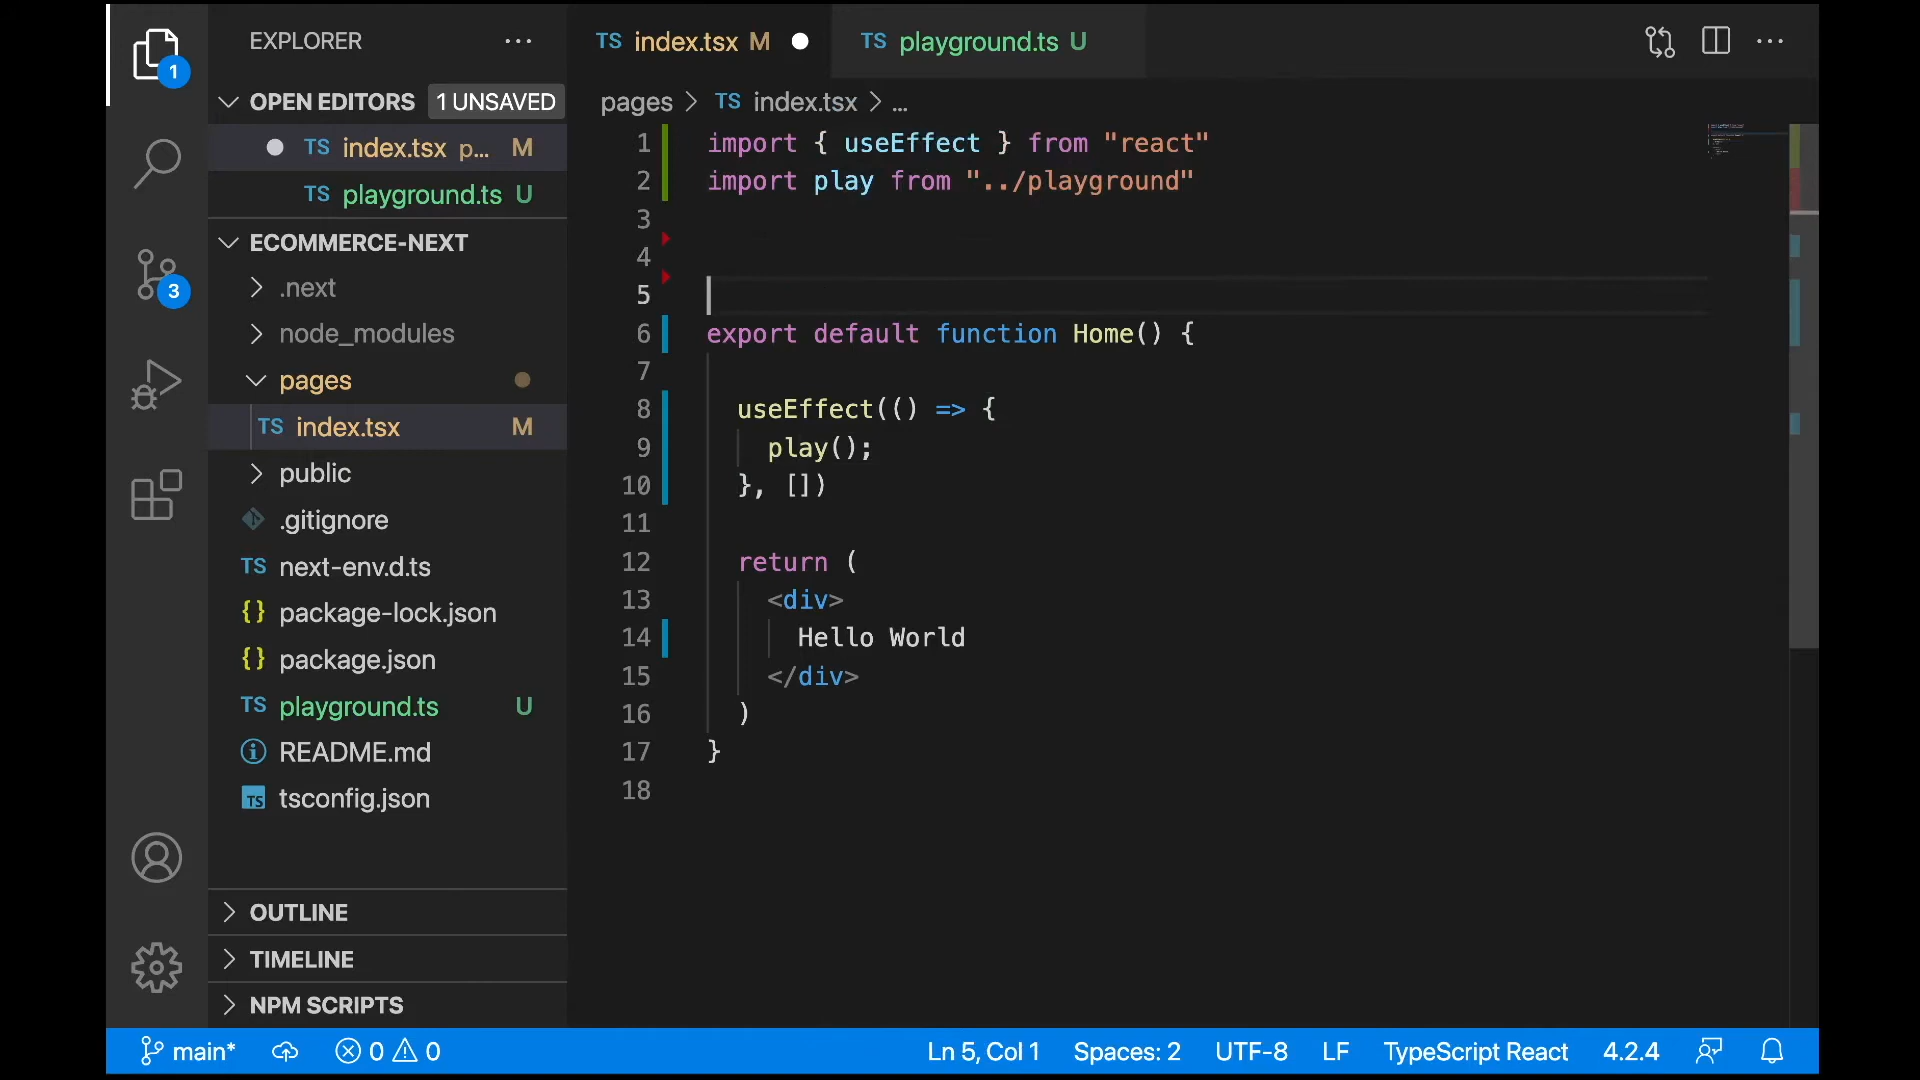 EXPLORER
OPEN EDITORS 1 UNSAVED
TS index.tsx p... M
TS playground.ts U
ECOMMERCE-NEXT
.next
node_modules
pages
TS index.tsx M
public
.gitignore
TS next-env.d.ts
{} package-lock.json
{} package.json
TS playground.ts U
README.md
TS tsconfig.json
OUTLINE
TIMELINE
NPM SCRIPTS
1
3
TS index.tsx M
TS playground.ts U
pages > TS index.tsx > ...
1 import { useEffect } from "react"
2 import play from "../playground"
3
4
5
6 export default function Home() {
7
8 useEffect(() => {
9 play();
10 }, [])
11
12 return (
13 <div>
14 Hello World
15 </div>
16 )
17 }
18
main* 0 0 Ln 5, Col 1 Spaces: 2 UTF-8 LF TypeScript React 4.2.4